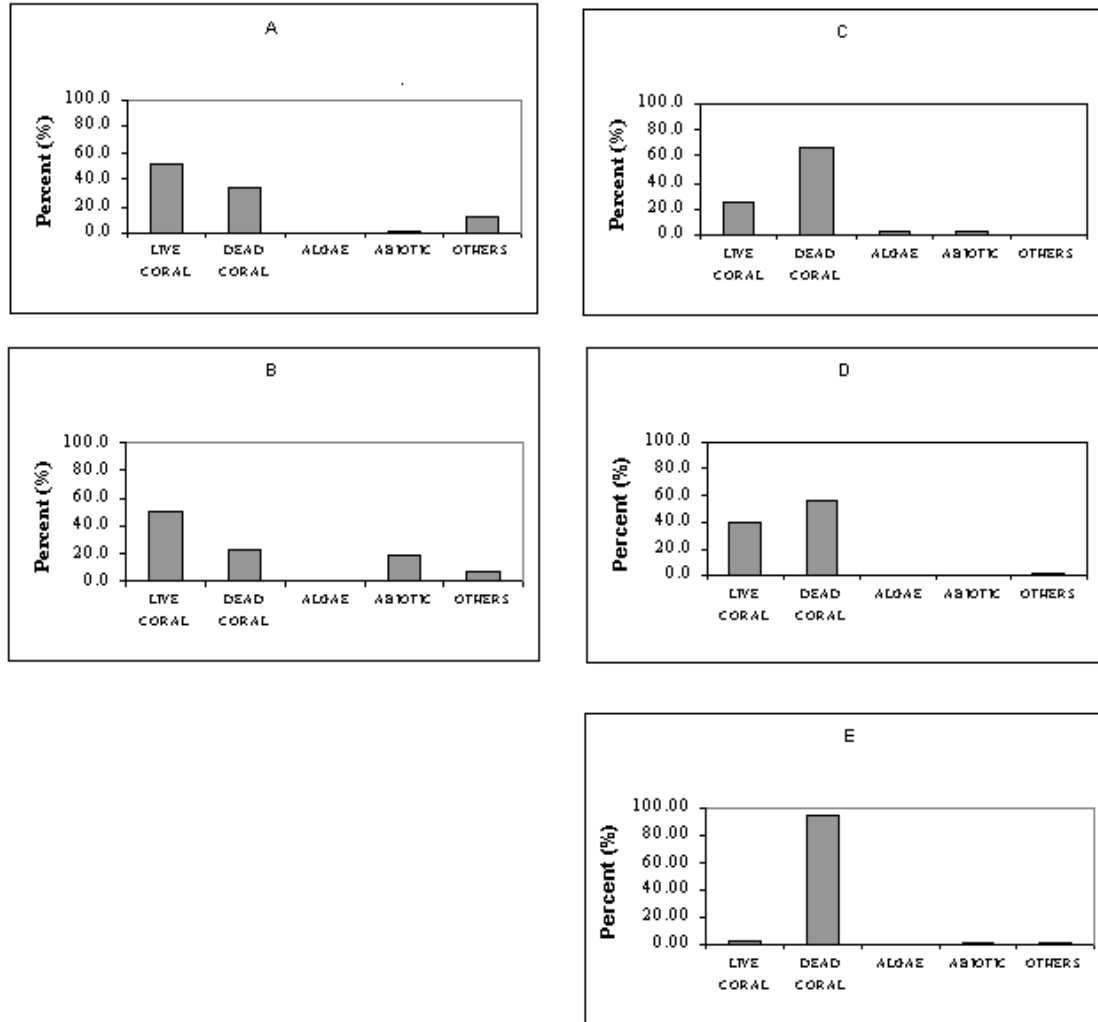 A
Percent (%)
100.0
80.0
60.0
40.0
20.0
0.0
LIVE CORAL
DEAD CORAL
ALGAE
ABIOTIC
OTHERS
C
Percent (%)
100.0
80.0
60.0
40.0
20.0
0.0
LIVE CORAL
DEAD CORAL
ALGAE
ABIOTIC
OTHERS
B
Percent (%)
100.0
80.0
60.0
40.0
20.0
0.0
LIVE CORAL
DEAD CORAL
ALGAE
ABIOTIC
OTHERS
D
Percent (%)
100.0
80.0
60.0
40.0
20.0
0.0
LIVE CORAL
DEAD CORAL
ALGAE
ABIOTIC
OTHERS
E
Percent (%)
100.00
80.00
60.00
40.00
20.00
0.00
LIVE CORAL
DEAD CORAL
ALGAE
ABIOTIC
OTHERS